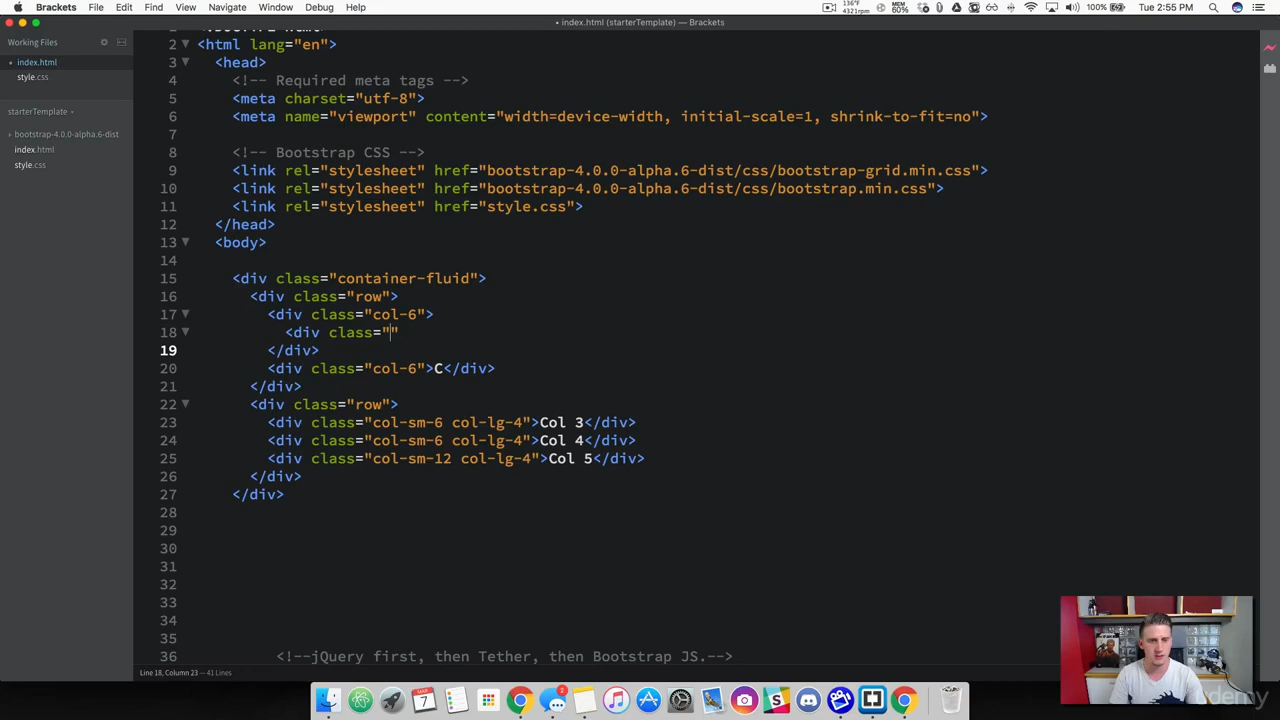 Brackets File Edit Find View Navigate Window Debug Help
136°F
4321rpm
MEM
60%
100%
Tue 2:55 PM
• index.html (starterTemplate) — Brackets
Working Files
index.html
style.css
starterTemplate
bootstrap-4.0.0-alpha.6-dist
index.html
style.css
2 <html lang="en">
3 <head>
4 <!-- Required meta tags -->
5 <meta charset="utf-8">
6 <meta name="viewport" content="width=device-width, initial-scale=1, shrink-to-fit=no">
7
8 <!-- Bootstrap CSS -->
9 <link rel="stylesheet" href="bootstrap-4.0.0-alpha.6-dist/css/bootstrap-grid.min.css">
10 <link rel="stylesheet" href="bootstrap-4.0.0-alpha.6-dist/css/bootstrap.min.css">
11 <link rel="stylesheet" href="style.css">
12 </head>
13 <body>
14
15 <div class="container-fluid">
16 <div class="row">
17 <div class="col-6">
18 <div class=""
19 </div>
20 <div class="col-6">C</div>
21 </div>
22 <div class="row">
23 <div class="col-sm-6 col-lg-4">Col 3</div>
24 <div class="col-sm-6 col-lg-4">Col 4</div>
25 <div class="col-sm-12 col-lg-4">Col 5</div>
26 </div>
27 </div>
28
29
30
31
32
33
34
35
36 <!--jQuery first, then Tether, then Bootstrap JS.-->
Line 18, Column 23 — 41 Lines
MAR
7
2
udemy